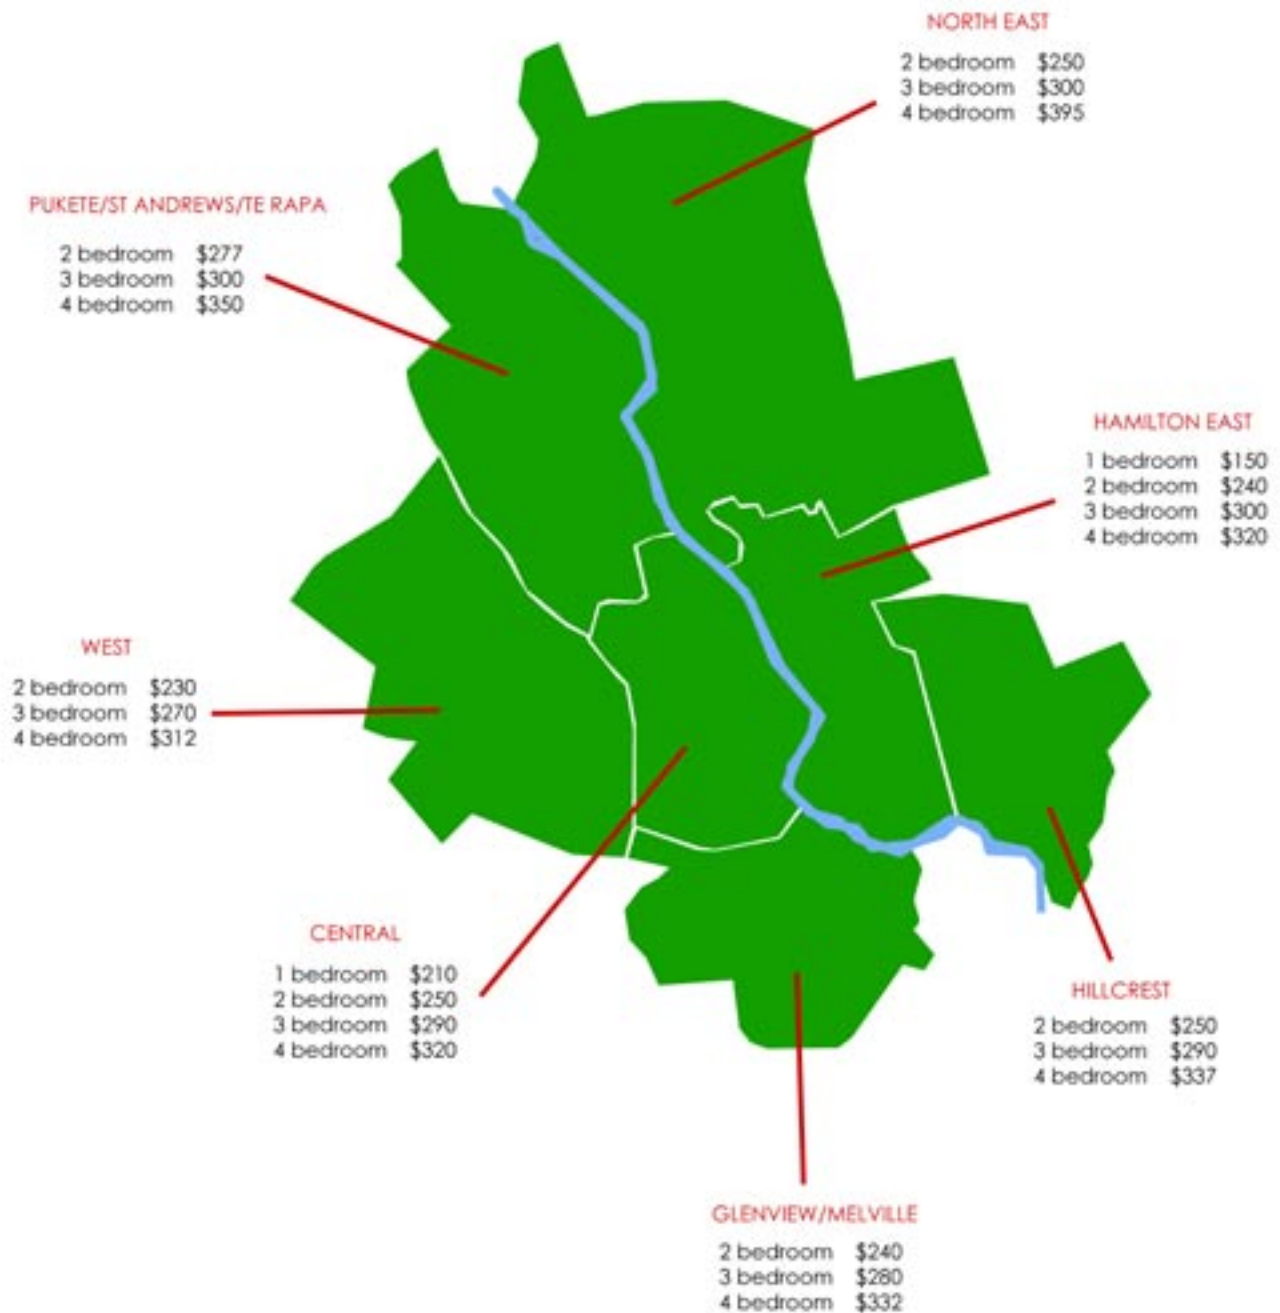 NORTH EAST
2 bedroom $250
3 bedroom $300
4 bedroom $395
PUKETE/ST ANDREWS/TE RAPA
2 bedroom $277
3 bedroom $300
4 bedroom $350
HAMILTON EAST
1 bedroom $150
2 bedroom $240
3 bedroom $300
4 bedroom $320
WEST
2 bedroom $230
3 bedroom $270
4 bedroom $312
CENTRAL
1 bedroom $210
2 bedroom $250
3 bedroom $290
4 bedroom $320
HILLCREST
2 bedroom $250
3 bedroom $290
4 bedroom $337
GLENVIEW/MELVILLE
2 bedroom $240
3 bedroom $280
4 bedroom $332